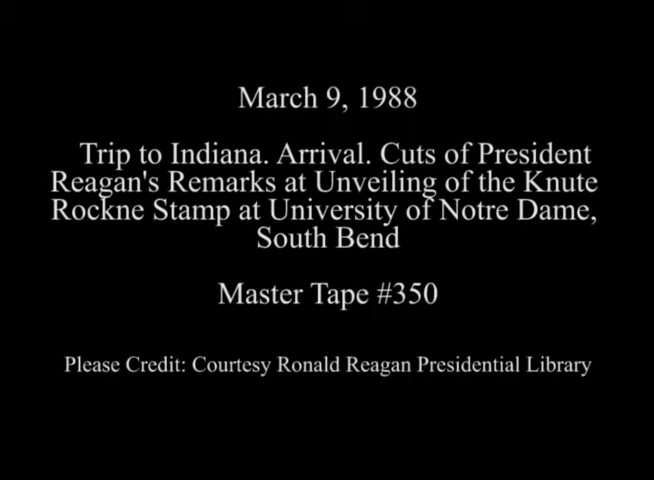 March 9, 1988
Trip to Indiana. Arrival. Cuts of President
Reagan's Remarks at Unveiling of the Knute
Rockne Stamp at University of Notre Dame,
South Bend
Master Tape #350
Please Credit: Courtesy Ronald Reagan Presidential Library